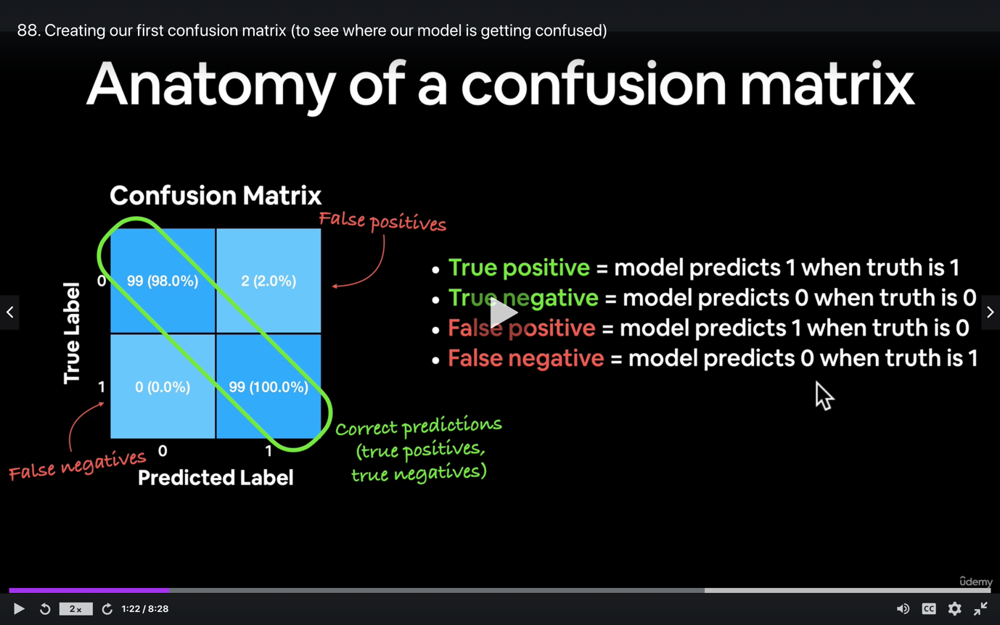 88. Creating our first confusion matrix (to see where our model is getting confused)
Anatomy of a confusion matrix
Confusion Matrix
False positives
True Label
0
99 (98.0%)
2 (2.0%)
1
0 (0.0%)
99 (100.0%)
0
1
Predicted Label
False negatives
Correct predictions
(true positives,
true negatives)
• True positive = model predicts 1 when truth is 1
• True negative = model predicts 0 when truth is 0
• False positive = model predicts 1 when truth is 0
• False negative = model predicts 0 when truth is 1
ûdemy
2x
1:22 / 8:28
CC